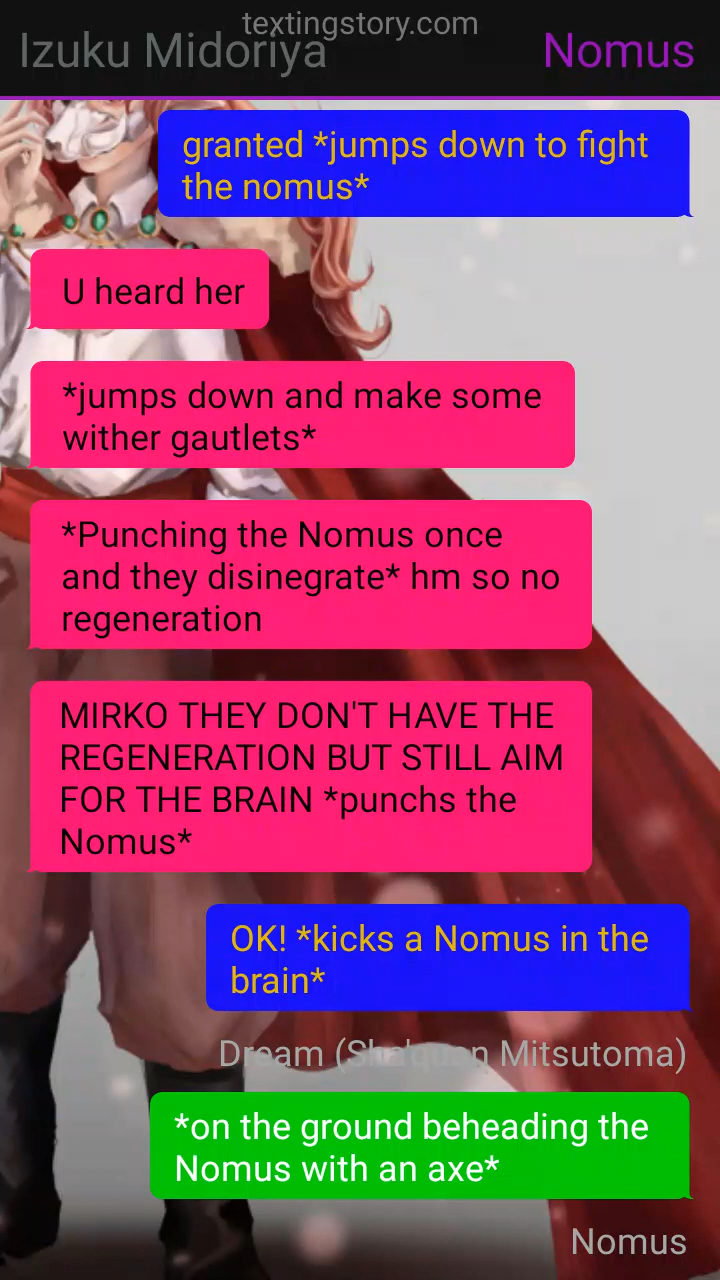 textingstory.com
Izuku Midoriya
Nomus
granted *jumps down to fight
the nomus*
U heard her
*jumps down and make some
wither gautlets*
*Punching the Nomus once
and they disinegrate* hm so no
regeneration
MIRKO THEY DON'T HAVE THE
REGENERATION BUT STILL AIM
FOR THE BRAIN *punchs the
Nomus*
OK! *kicks a Nomus in the
brain*
Dream (Sha'quan Mitsutoma)
*on the ground beheading the
Nomus with an axe*
Nomus